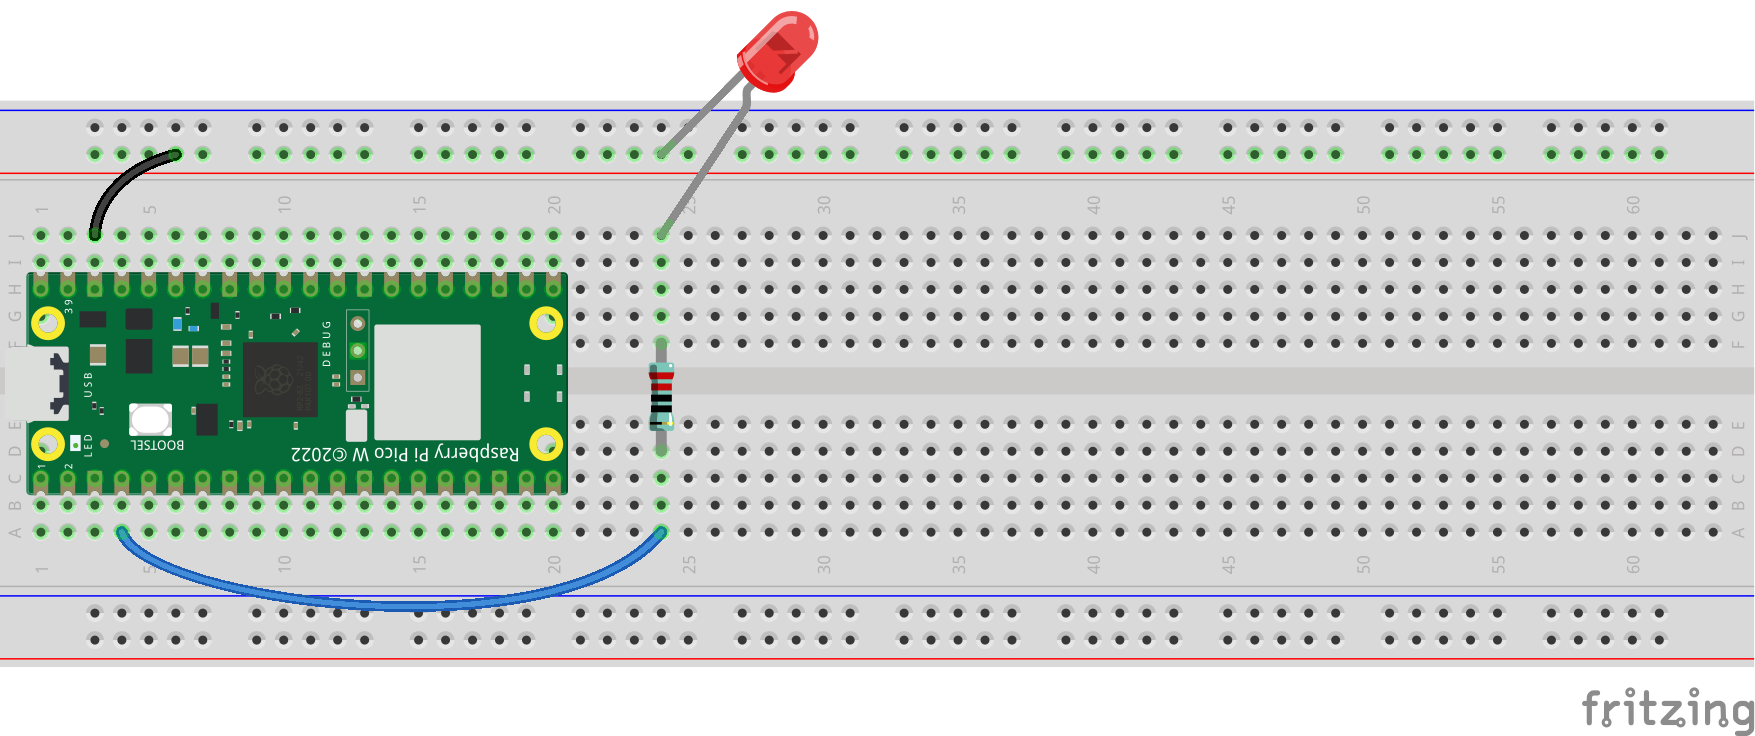 1 5 10 15 20 25 30 35 40 45 50 55 60
J J
I I
H H
G G
F F
39
DEBUG
USB
LED
BOOTSEL
Raspberry Pi Pico W ©2022
1 2
E E
D D
C C
B B
A A
1 5 10 15 20 25 30 35 40 45 50 55 60
fritzing